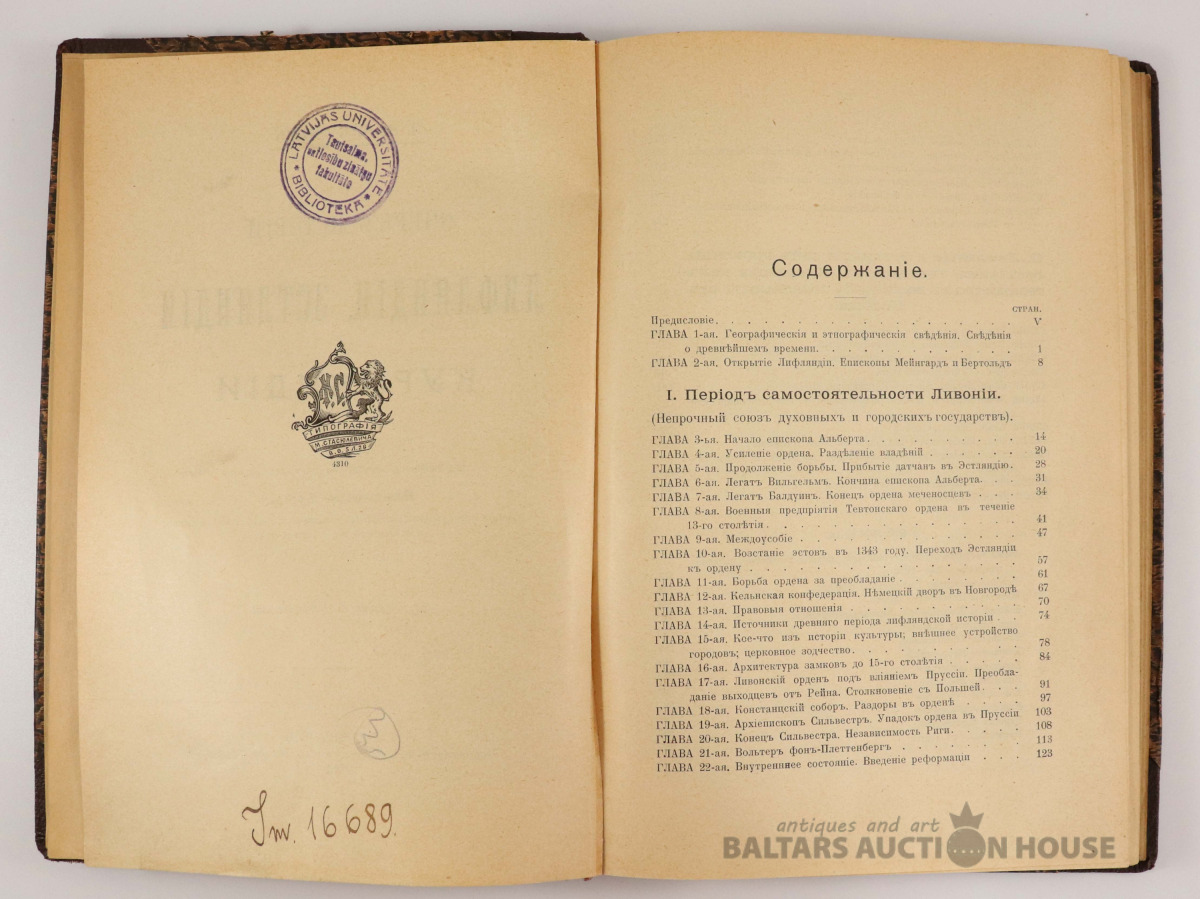 LATVIJAS UNIVERSITĀTE
BIBLIOTEKA
Tautsaimn.
un tiesību zinātņu
fakultāte
М.С.
ТИПОГРАФІЯ
М. СТАСЮЛЕВИЧА
В. О. 5 Л. 28
4310
Inv. 16689.
Содержаніе.
СТРАН.
Предисловіе. V
ГЛАВА 1-ая. Географическія и этнографическія свѣдѣнія. Свѣдѣнія
о древнѣйшемъ времени. 1
ГЛАВА 2-ая. Открытіе Лифляндіи. Епископы Мейнгардъ и Бертольдъ 8
I. Періодъ самостоятельности Ливоніи.
(Непрочный союзъ духовныхъ и городскихъ государствъ).
ГЛАВА 3-ья. Начало епископа Альберта 14
ГЛАВА 4-ая. Усиленіе ордена. Раздѣленіе владѣній 20
ГЛАВА 5-ая. Продолженіе борьбы. Прибытіе датчанъ въ Эстляндію. 28
ГЛАВА 6-ая. Легатъ Вильгельмъ. Кончина епископа Альберта. 31
ГЛАВА 7-ая. Легатъ Балдуинъ. Конецъ ордена меченосцевъ 34
ГЛАВА 8-ая. Военныя предпріятія Тевтонскаго ордена въ теченіе
13-го столѣтія. 41
ГЛАВА 9-ая. Междоусобіе 47
ГЛАВА 10-ая. Возстаніе эстовъ въ 1343 году. Переходъ Эстляндіи
къ ордену 57
ГЛАВА 11-ая. Борьба ордена за преобладаніе 61
ГЛАВА 12-ая. Кельнская конфедерація. Нѣмецкій дворъ въ Новгородѣ 67
ГЛАВА 13-ая. Правовыя отношенія 70
ГЛАВА 14-ая. Источники древняго періода лифляндской исторіи 74
ГЛАВА 15-ая. Кое-что изъ исторіи культуры; внѣшнее устройство
городовъ; церковное зодчество. 78
ГЛАВА 16-ая. Архитектура замковъ до 15-го столѣтія 84
ГЛАВА 17-ая. Ливонскій орденъ подъ вліяніемъ Пруссіи. Преобла-
даніе выходцевъ отъ Рейна. Столкновеніе съ Польшей. 91
ГЛАВА 18-ая. Констанцскій соборъ. Раздоры въ орденѣ 97
ГЛАВА 19-ая. Архіепископъ Сильвестръ. Упадокъ ордена въ Пруссіи 103
ГЛАВА 20-ая. Конецъ Сильвестра. Независимость Риги. 108
ГЛАВА 21-ая. Вольтеръ фонъ-Плеттенбергъ 113
ГЛАВА 22-ая. Внутреннее состояніе. Введеніе реформаціи 123
antiques and art
BALTARS AUCTION HOUSE